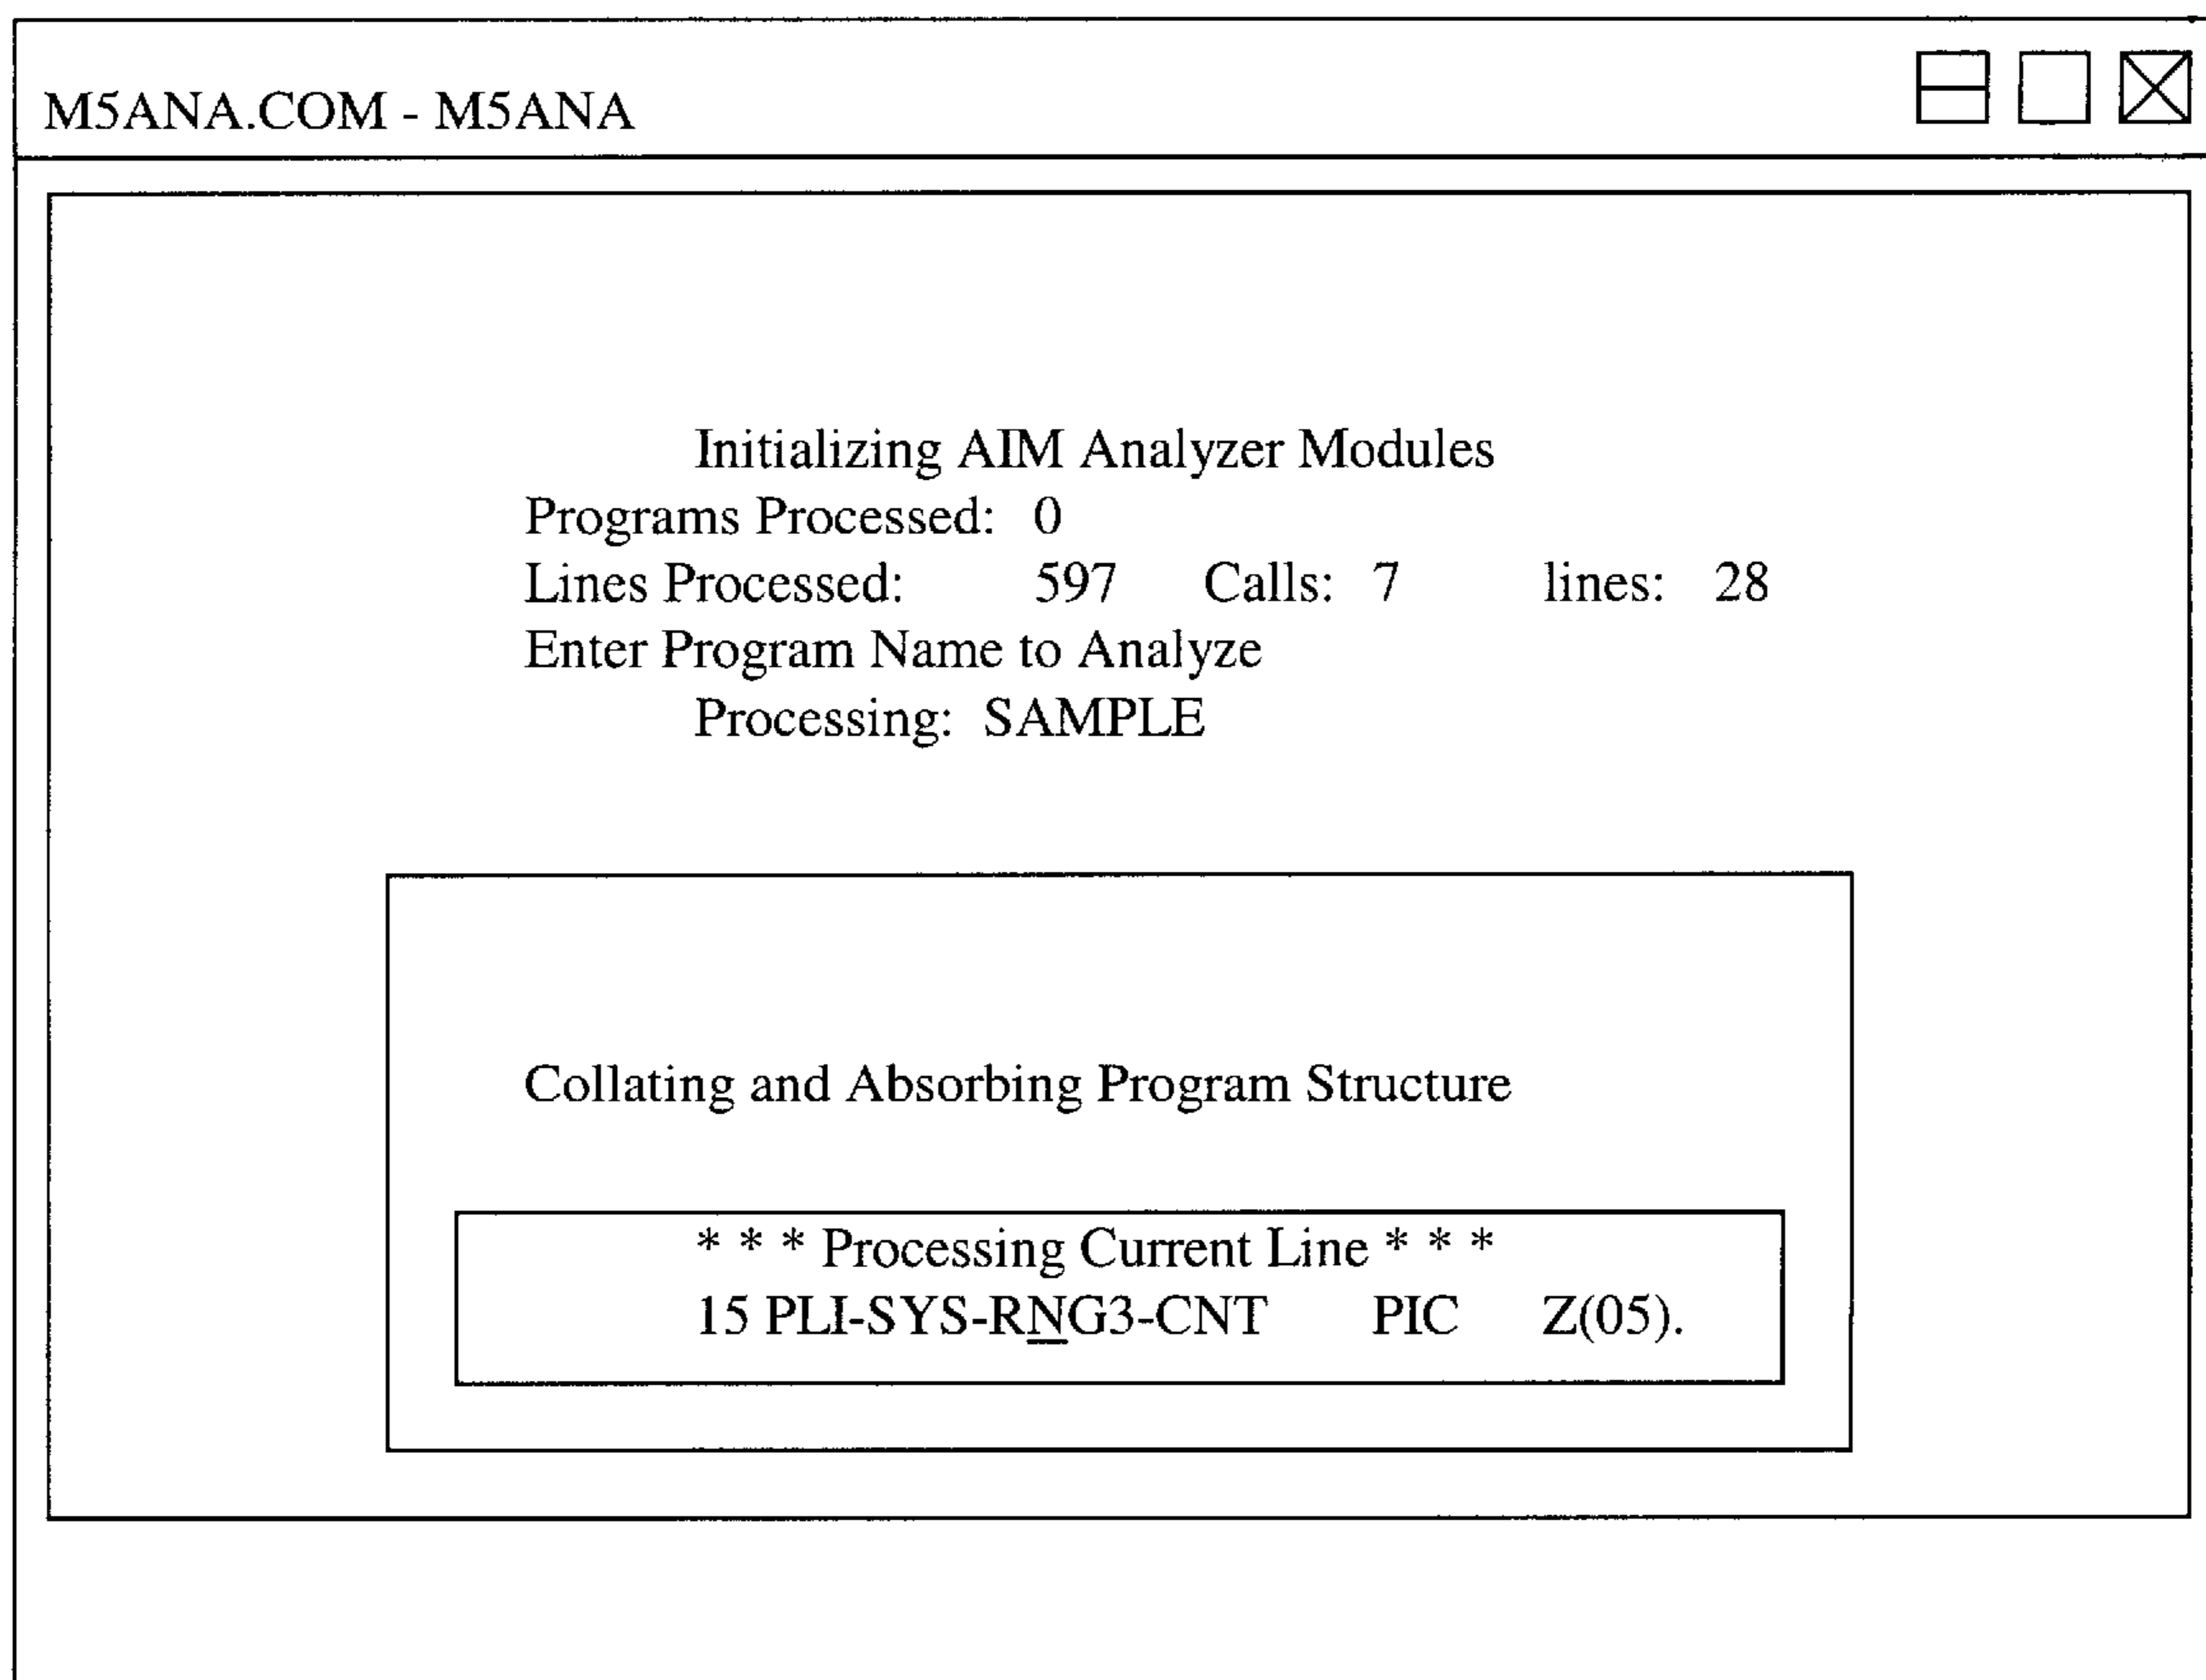 M5ANA.COM - M5ANA
Initializing AIM Analyzer Modules
Programs Processed: 0
Lines Processed: 597 Calls: 7 lines: 28
Enter Program Name to Analyze
Processing: SAMPLE
Collating and Absorbing Program Structure
* * * Processing Current Line * * *
15 PLI-SYS-RNG3-CNT PIC Z(05).